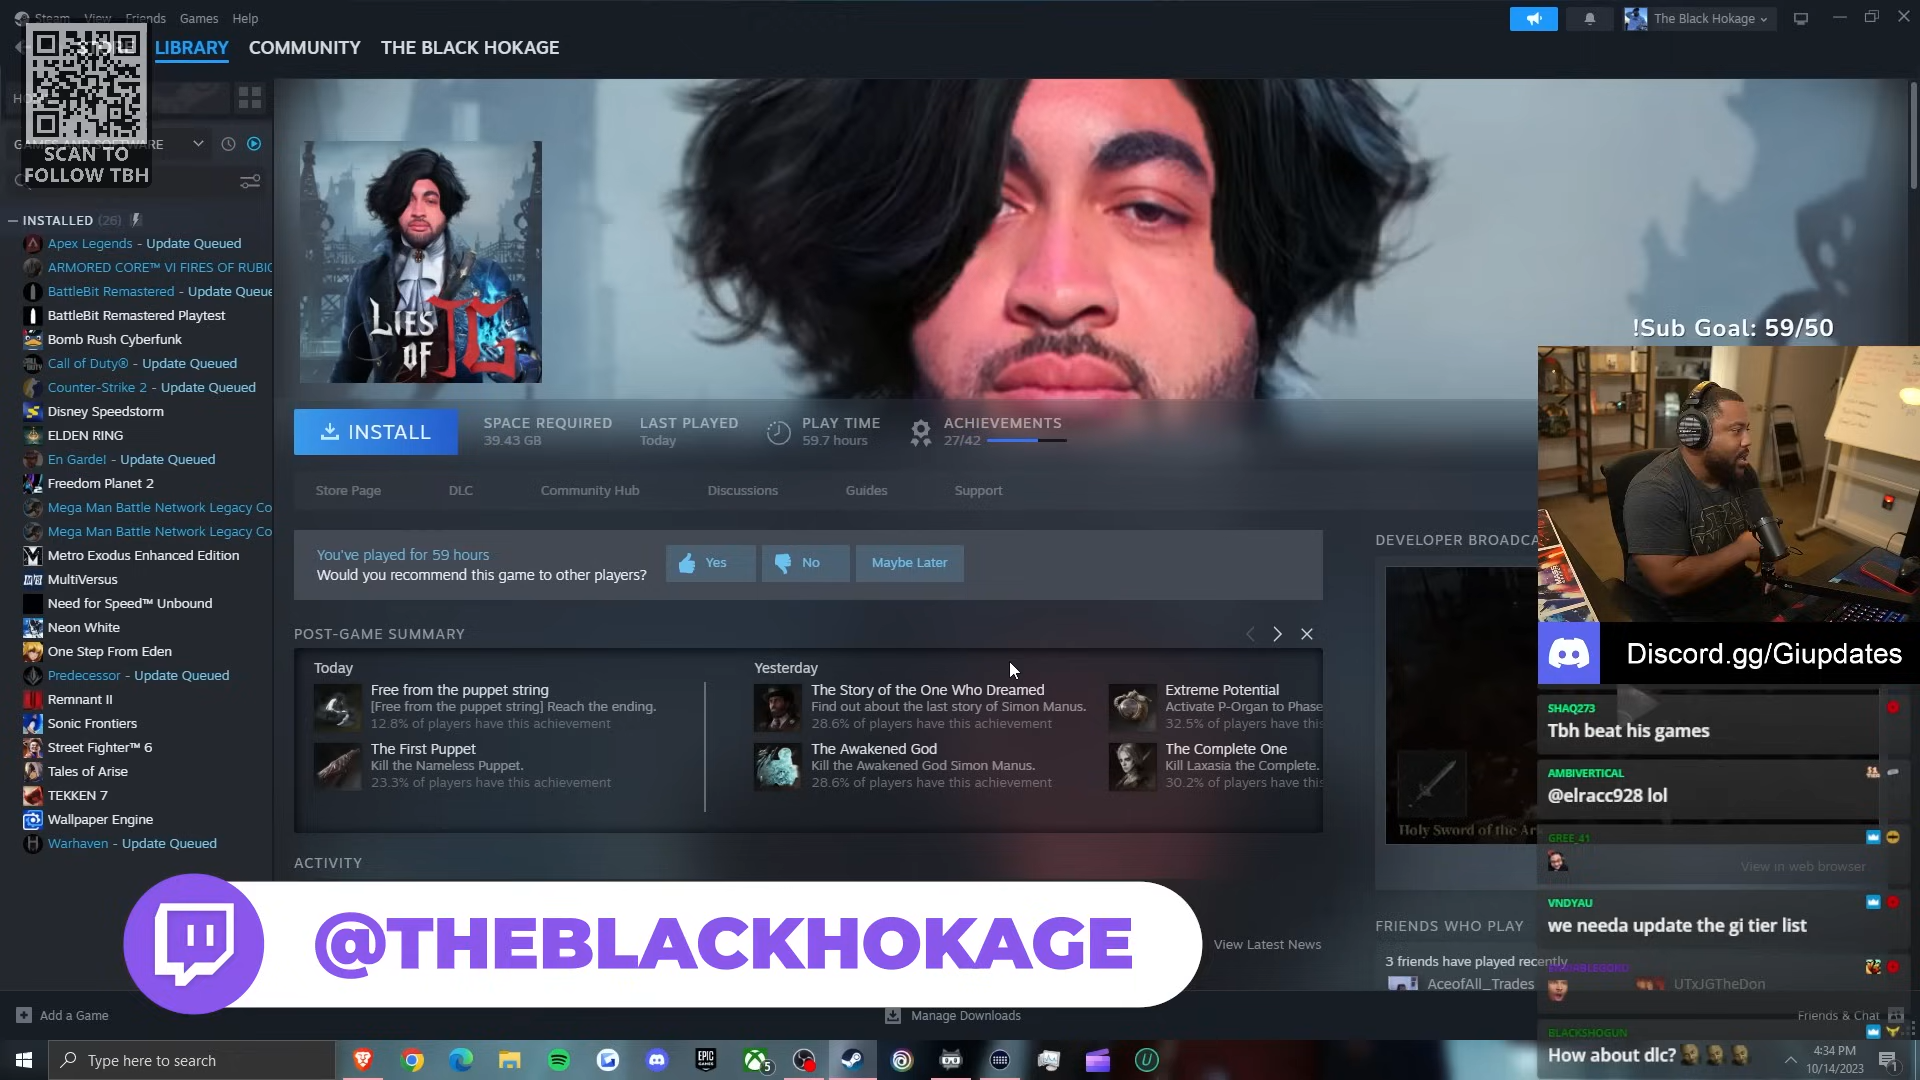 Steam View Friends Games Help
The Black Hokage
LIBRARY COMMUNITY THE BLACK HOKAGE
SCAN TO
FOLLOW TBH
INSTALLED (26)
Apex Legends - Update Queued
ARMORED CORE™ VI FIRES OF RUBIC
BattleBit Remastered - Update Queue
BattleBit Remastered Playtest
Bomb Rush Cyberfunk
Call of Duty® - Update Queued
Counter-Strike 2 - Update Queued
Disney Speedstorm
ELDEN RING
En Garde! - Update Queued
Freedom Planet 2
Mega Man Battle Network Legacy Co
Mega Man Battle Network Legacy Co
Metro Exodus Enhanced Edition
MultiVersus
Need for Speed™ Unbound
Neon White
One Step From Eden
Predecessor - Update Queued
Remnant II
Sonic Frontiers
Street Fighter™ 6
Tales of Arise
TEKKEN 7
Wallpaper Engine
Warhaven - Update Queued
LIES
OF
TC
!Sub Goal: 59/50
INSTALL
SPACE REQUIRED
39.43 GB
LAST PLAYED
Today
PLAY TIME
59.7 hours
ACHIEVEMENTS
27/42
Store Page DLC Community Hub Discussions Guides Support
You've played for 59 hours
Would you recommend this game to other players?
Yes No Maybe Later
POST-GAME SUMMARY
Today
Free from the puppet string
[Free from the puppet string] Reach the ending.
12.8% of players have this achievement
The First Puppet
Kill the Nameless Puppet.
23.3% of players have this achievement
Yesterday
The Story of the One Who Dreamed
Find out about the last story of Simon Manus.
28.6% of players have this achievement
The Awakened God
Kill the Awakened God Simon Manus.
28.6% of players have this achievement
Extreme Potential
Activate P-Organ to Phase
32.5% of players have this
The Complete One
Kill Laxasia the Complete.
30.2% of players have this
ACTIVITY
DEVELOPER BROADCA
Holy Sword of the Ar
FRIENDS WHO PLAY
3 friends have played recently
AceofAll_Trades
UTxJGTheDon
View Latest News
@THEBLACKHOKAGE
Discord.gg/Giupdates
SHAQ273
Tbh beat his games
AMBIVERTICAL
@elracc928 lol
GREE_41
View in web browser
VNDYAU
we needa update the gi tier list
BLACKSHOGUN
How about dlc?
Add a Game
Manage Downloads
Friends & Chat
Type here to search
5
4:34 PM
10/14/2023
1